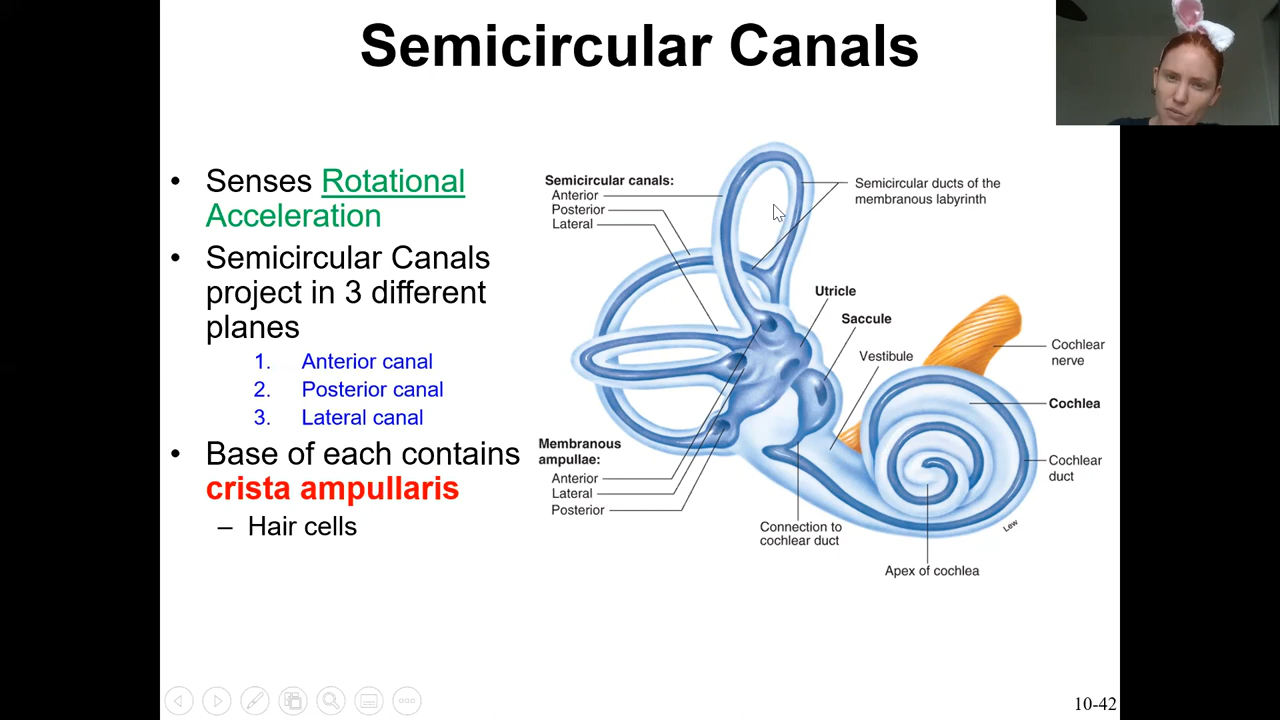 Semicircular Canals
• Senses Rotational
Acceleration
• Semicircular Canals
project in 3 different
planes
1. Anterior canal
2. Posterior canal
3. Lateral canal
• Base of each contains
crista ampullaris
– Hair cells
Semicircular canals:
Anterior
Posterior
Lateral
Semicircular ducts of the
membranous labyrinth
Utricle
Saccule
Vestibule
Cochlear
nerve
Cochlea
Cochlear
duct
Membranous
ampullae:
Anterior
Lateral
Posterior
Connection to
cochlear duct
Apex of cochlea
Lew
10-42